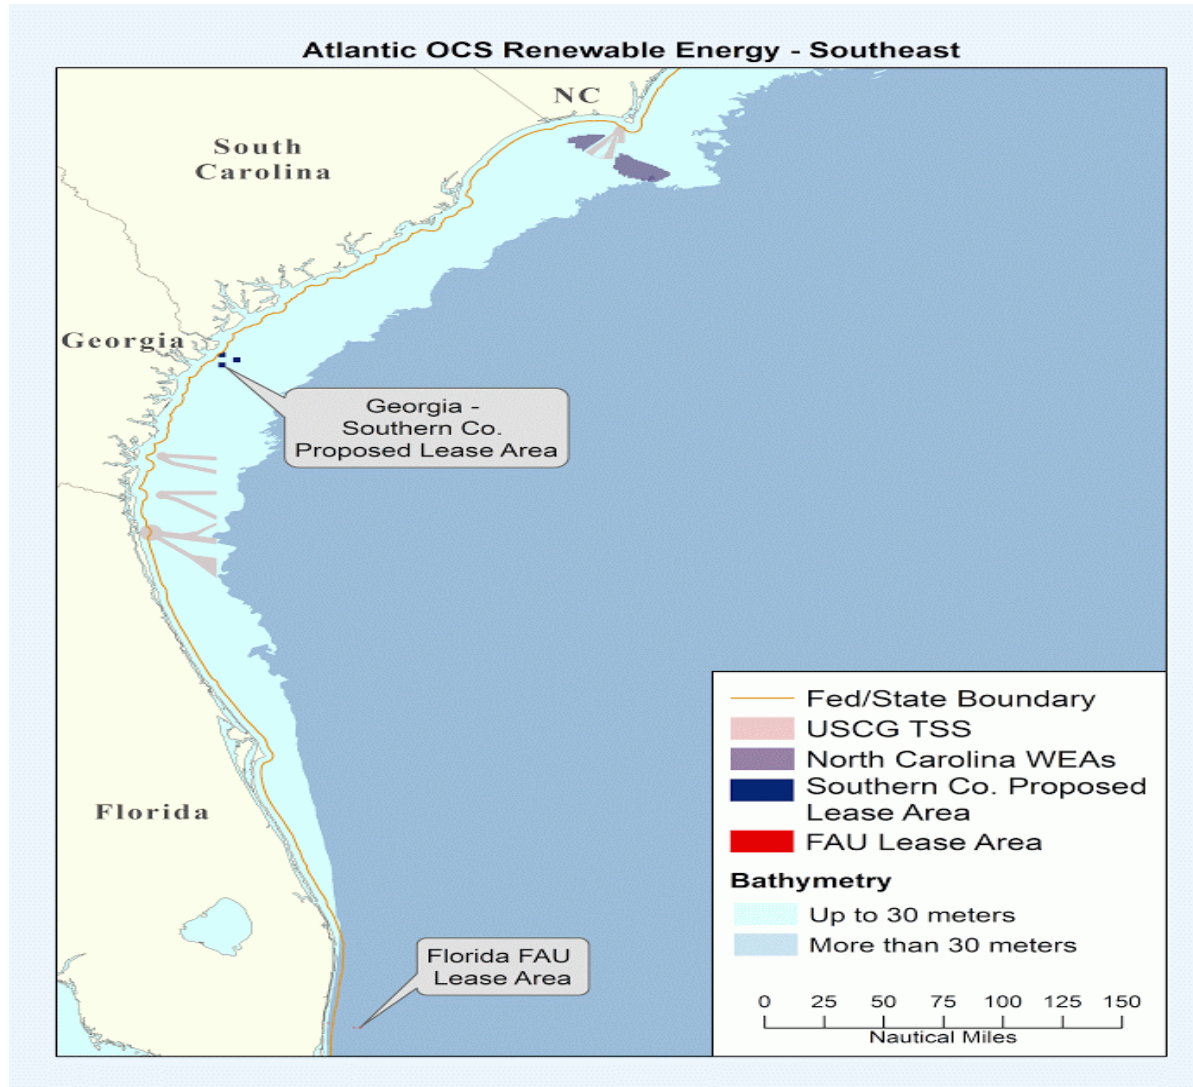 Atlantic OCS Renewable Energy - Southeast
NC
South
Carolina
Georgia
Georgia -
Southern Co.
Proposed Lease Area
Florida
Florida FAU
Lease Area
Fed/State Boundary
USCG TSS
North Carolina WEAs
Southern Co. Proposed
Lease Area
FAU Lease Area
Bathymetry
Up to 30 meters
More than 30 meters
0 25 50 75 100 125 150
Nautical Miles